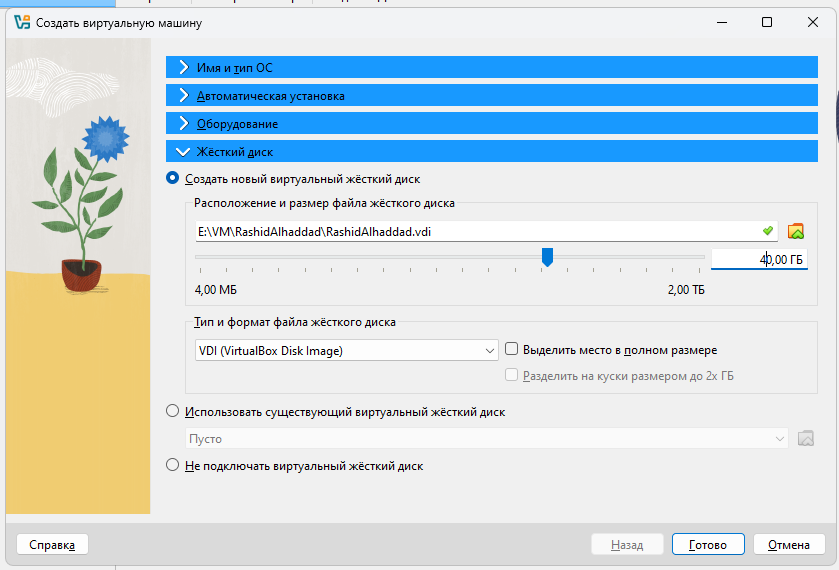 Создать виртуальную машину
Имя и тип ОС
Автоматическая установка
Оборудование
Жёсткий диск
Создать новый виртуальный жёсткий диск
Расположение и размер файла жёсткого диска
E:\VM\RashidAlhaddad\RashidAlhaddad.vdi
40,00 ГБ
4,00 МБ 2,00 ТБ
Тип и формат файла жёсткого диска
VDI (VirtualBox Disk Image) Выделить место в полном размере
Разделить на куски размером до 2х ГБ
Использовать существующий виртуальный жёсткий диск
Пусто
Не подключать виртуальный жёсткий диск
Справка Назад Готово Отмена